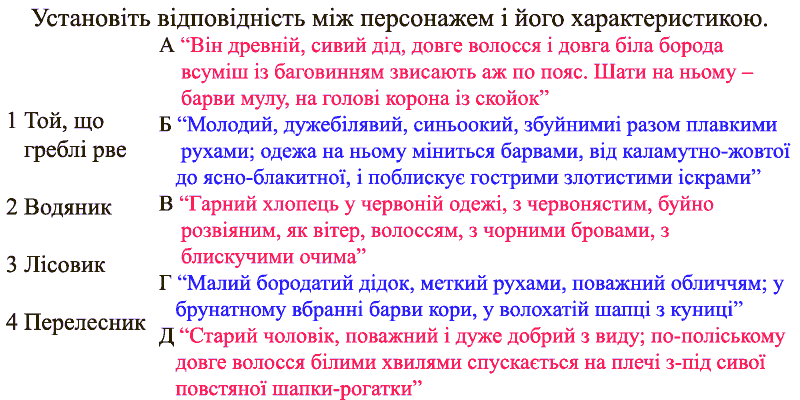 Установіть відповідність між персонажем і його характеристикою.
А “Він древній, сивий дід, довге волосся і довга біла борода
всуміш із баговинням звисають аж по пояс. Шати на ньому –
барви мулу, на голові корона із скойок”
1 Той, що
греблі рве
Б “Молодий, дужебілявий, синьоокий, збуйнимиі разом плавкими
рухами; одежа на ньому міниться барвами, від каламутно-жовтої
до ясно-блакитної, і поблискує гострими злотистими іскрами”
2 Водяник
В “Гарний хлопець у червоній одежі, з червонястим, буйно
розвіяним, як вітер, волоссям, з чорними бровами, з
блискучими очима”
3 Лісовик
Г “Малий бородатий дідок, меткий рухами, поважний обличчям; у
брунатному вбранні барви кори, у волохатій шапці з куниці”
4 Перелесник
Д “Старий чоловік, поважний і дуже добрий з виду; по-поліському
довге волосся білими хвилями спускається на плечі з-під сивої
повстяної шапки-рогатки”